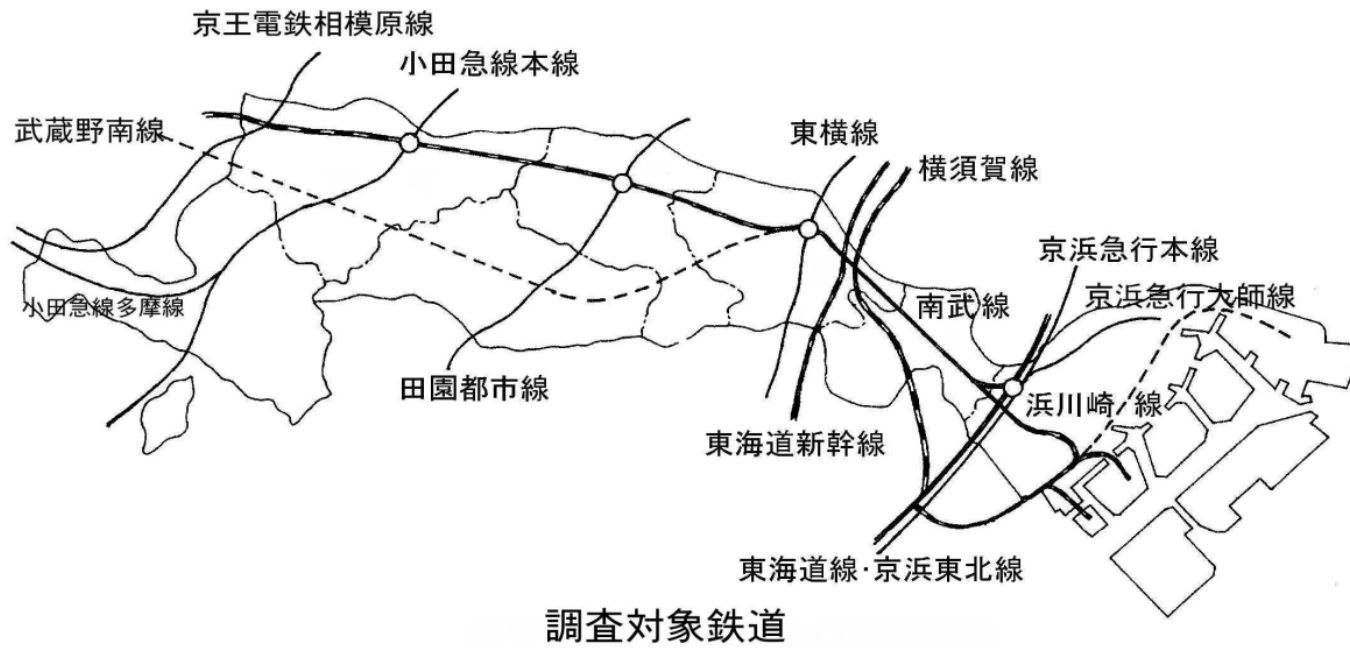 京王電鉄相模原線
小田急線本線
武蔵野南線
東横線
横須賀線
京浜急行本線
京浜急行大師線
小田急線多摩線
南武線
田園都市線
浜川崎 線
東海道新幹線
東海道線・京浜東北線
調査対象鉄道